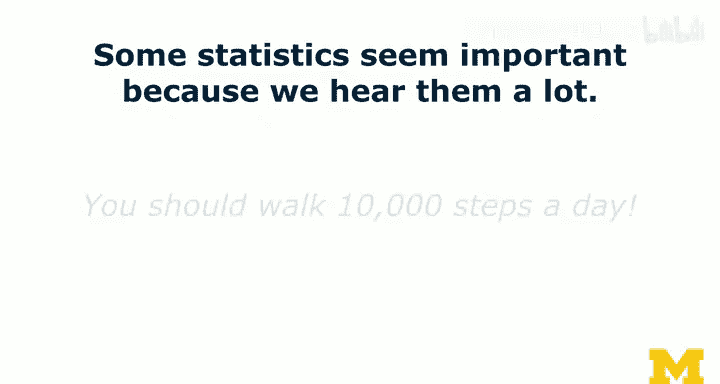 Some statistics seem important
because we hear them a lot.
You should walk 10,000 steps a day!
M